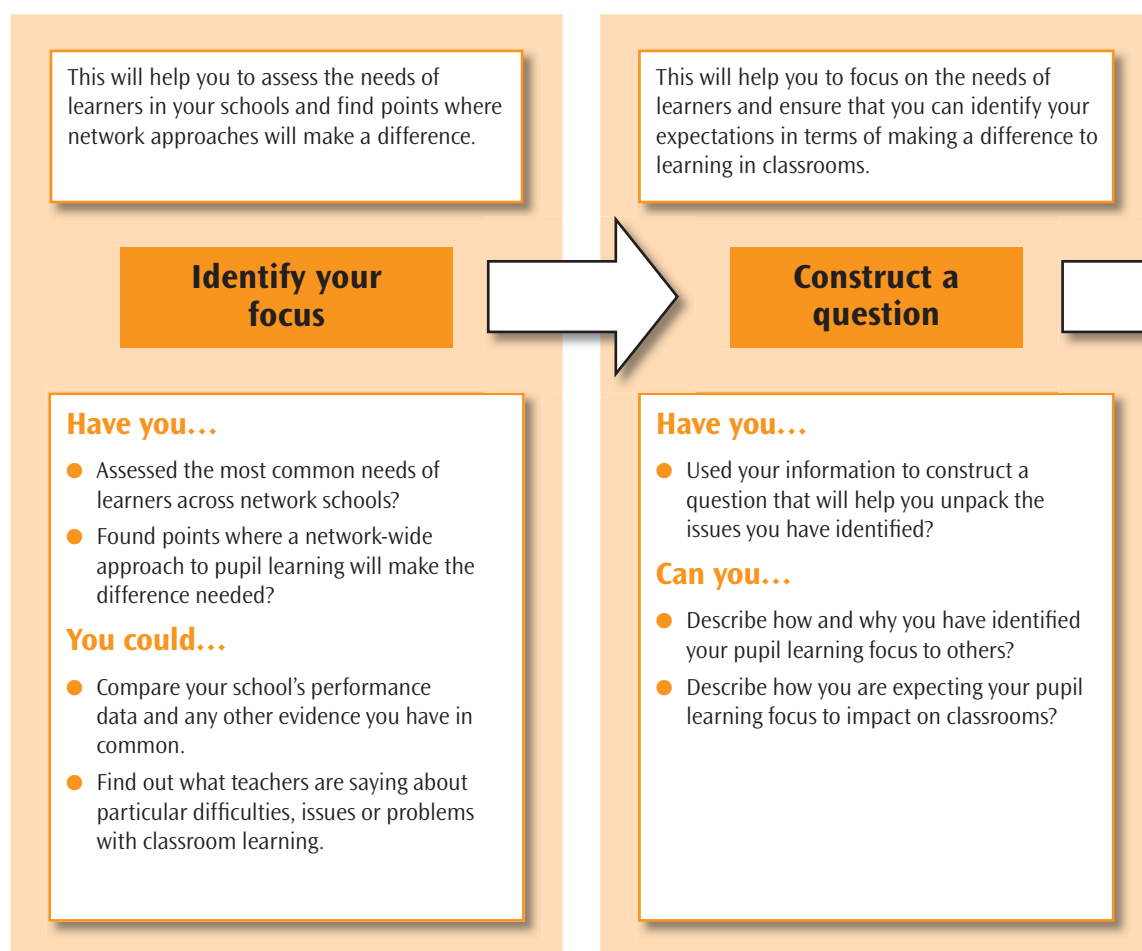 This will help you to assess the needs of
learners in your schools and find points where
network approaches will make a difference.
Identify your
focus
Have you…
● Assessed the most common needs of
learners across network schools?
● Found points where a network-wide
approach to pupil learning will make the
difference needed?
You could…
● Compare your school’s performance
data and any other evidence you have in
common.
● Find out what teachers are saying about
particular difficulties, issues or problems
with classroom learning.
This will help you to focus on the needs of
learners and ensure that you can identify your
expectations in terms of making a difference to
learning in classrooms.
Construct a
question
Have you…
● Used your information to construct a
question that will help you unpack the
issues you have identified?
Can you…
● Describe how and why you have identified
your pupil learning focus to others?
● Describe how you are expecting your pupil
learning focus to impact on classrooms?